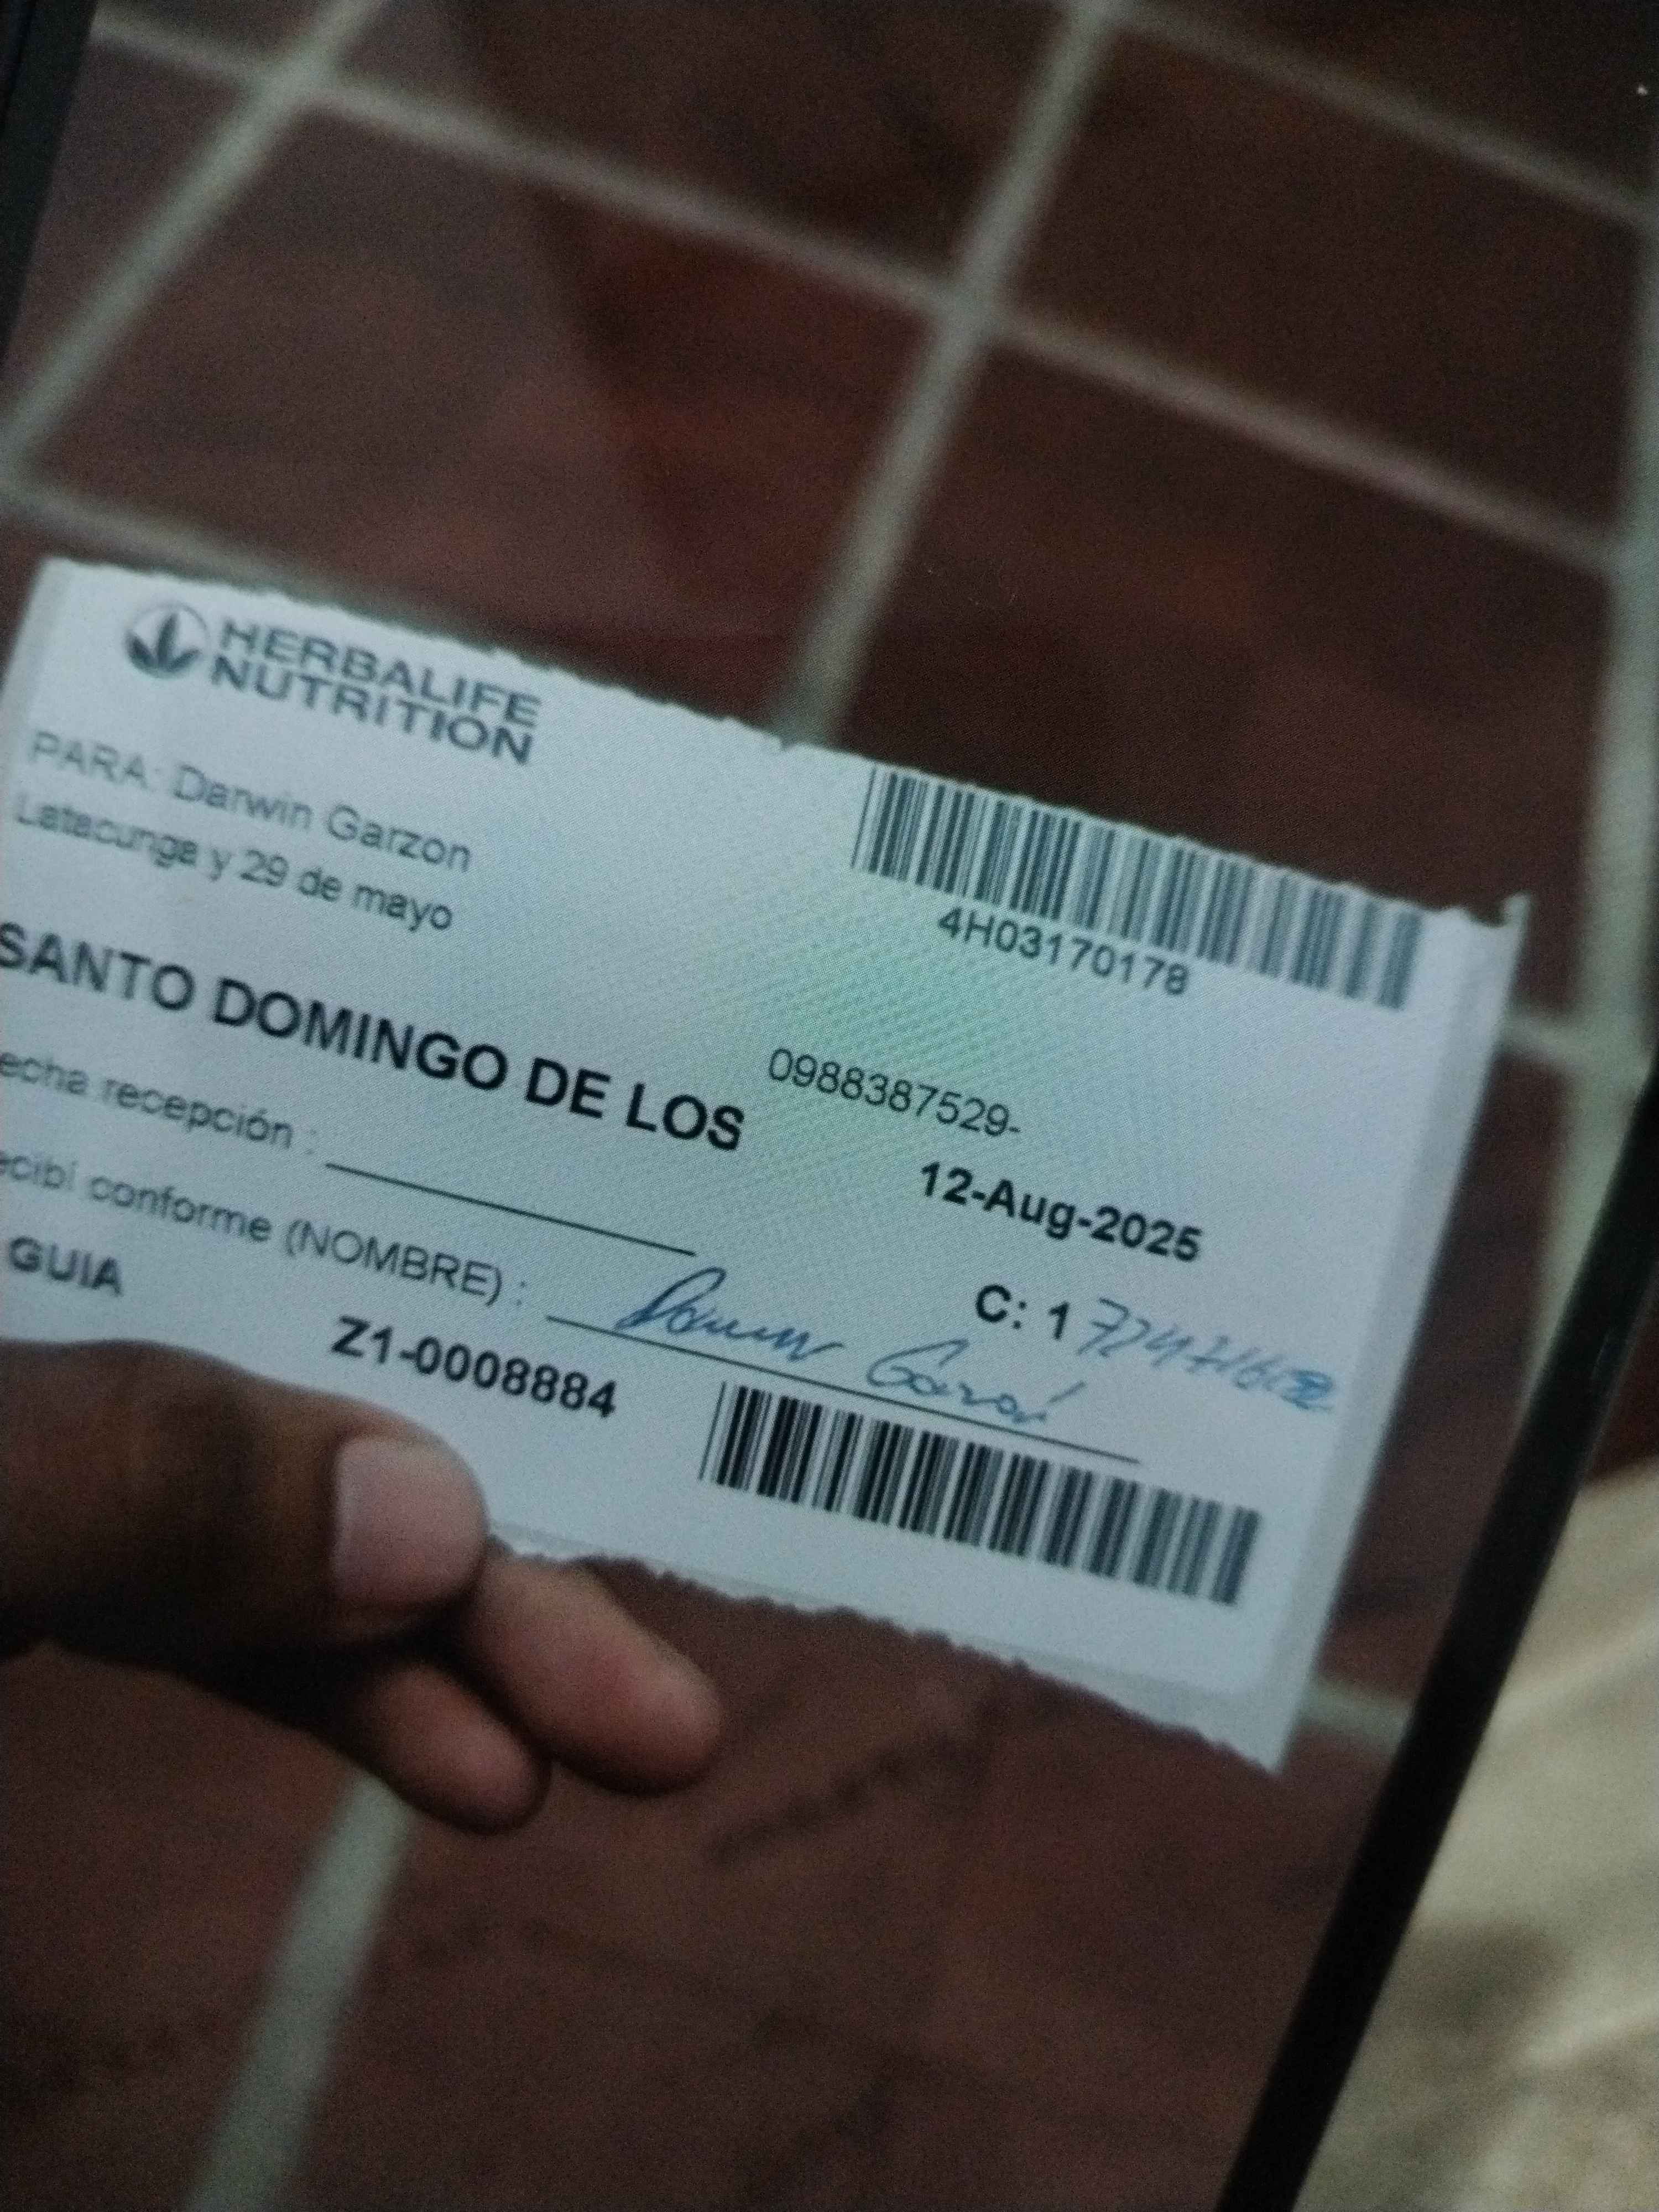 HERBALIFE
NUTRITION
PARA: Darwin Garzon
Latacunga y 29 de mayo
4H03170178
SANTO DOMINGO DE LOS
0988387529-
echa recepción :
12-Aug-2025
ecibí conforme (NOMBRE) :
C: 1
GUIA
Z1-0008884